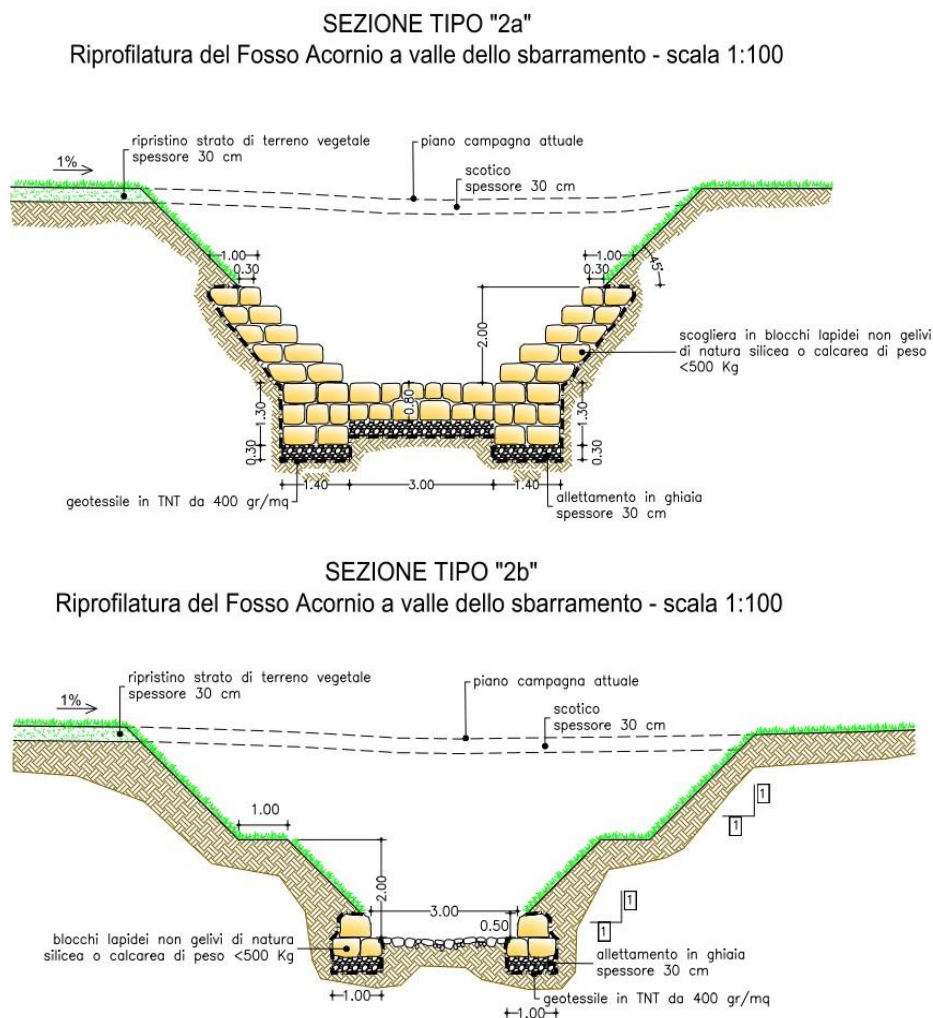 SEZIONE TIPO "2a"
Riprofilatura del Fosso Acornio a valle dello sbarramento - scala 1:100
ripristino strato di terreno vegetale
spessore 30 cm
piano campagna attuale
1%
scotico
spessore 30 cm
1.00
0.30
1.00
0.30
45°
2.00
scogliera in blocchi lapidei non gelivi
di natura silicea o calcarea di peso
<500 Kg
1.30
0.80
1.30
0.30
0.30
1.40
3.00
1.40
geotessile in TNT da 400 gr/mq
allettamento in ghiaia
spessore 30 cm
SEZIONE TIPO "2b"
Riprofilatura del Fosso Acornio a valle dello sbarramento - scala 1:100
ripristino strato di terreno vegetale
spessore 30 cm
piano campagna attuale
1%
scotico
spessore 30 cm
1
1
1.00
2.00
3.00
0.50
1
1
blocchi lapidei non gelivi di natura
silicea o calcarea di peso <500 Kg
allettamento in ghiaia
spessore 30 cm
1.00
geotessile in TNT da 400 gr/mq
1.00